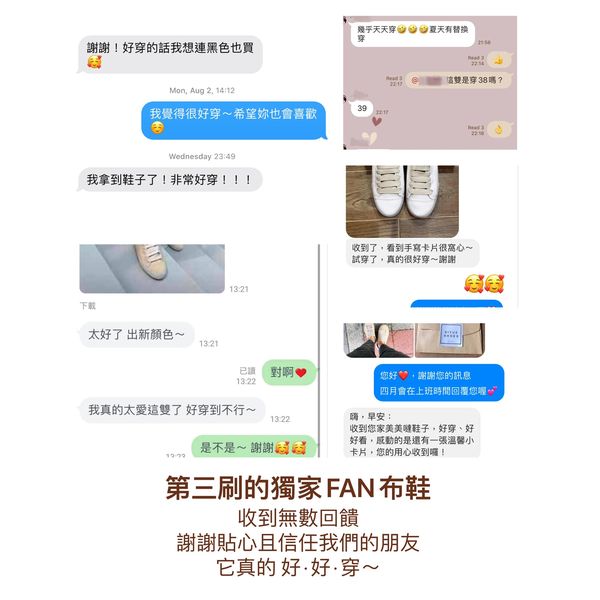 謝謝！好穿的話我想連黑色也買
🥰
Mon, Aug 2, 14:12
我覺得很好穿～希望妳也會喜歡
☺️
Wednesday 23:49
我拿到鞋子了！非常好穿！！！
幾乎天天穿🤣🤣🤣夏天有替換
穿
21:56
Read 3
22:14
👍
Read 3
22:17
@ 這雙是穿38嗎？
39
22:17
Read 3
22:18
👌
13:21
下載
太好了 出新顏色～
13:21
已讀
13:22
對啊❤️
我真的太愛這雙了 好穿到不行～
13:22
是不是～ 謝謝🥰🥰
13:23
收到了，看到手寫卡片很窩心～
試穿了，真的很好穿～謝謝
🥰🥰
您好❤️，謝謝您的訊息
四月會在上班時間回覆您喔💕
嗨，早安：
收到您家美美噠鞋子，好穿、好
好看，感動的是還有一張溫馨小
卡片，您的用心收到囉！
第三刷的獨家FAN布鞋
收到無數回饋
謝謝貼心且信任我們的朋友
它真的 好·好·穿～